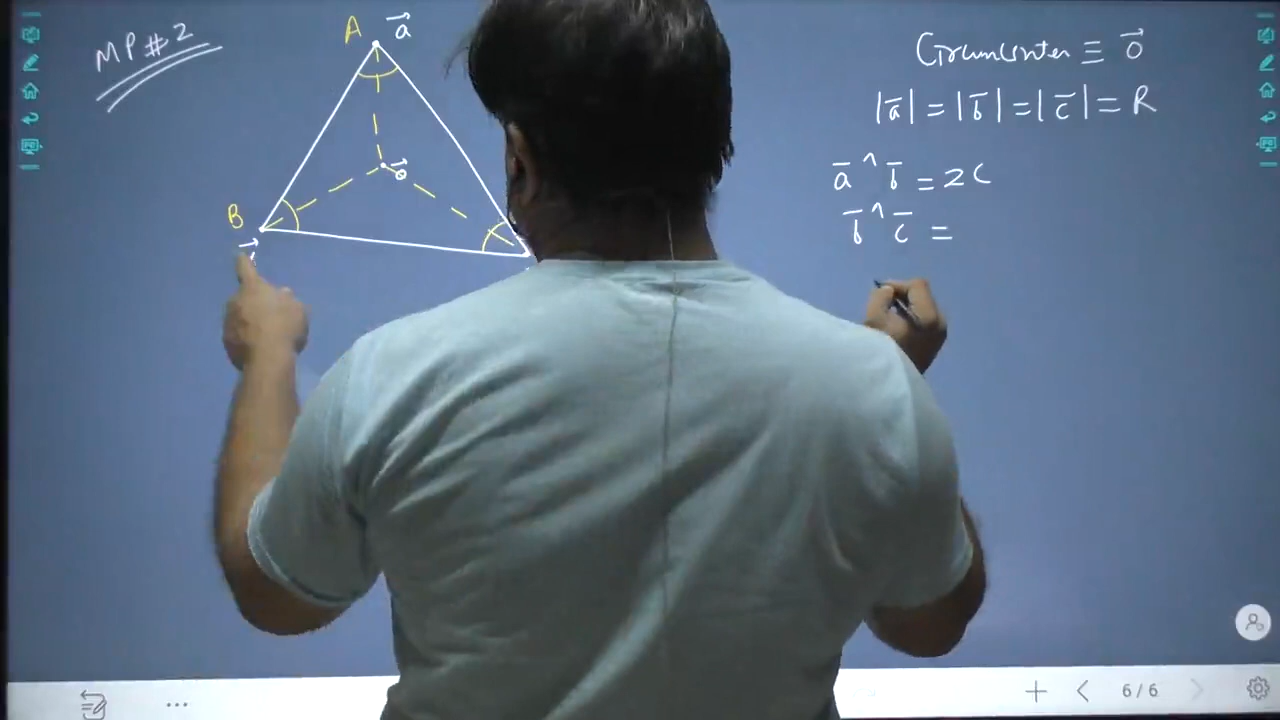 MP#2
A a⃗
o⃗
B
Circumcenter ≡ o⃗
|a̅| = |b̅| = |c̅| = R
a̅ ^ b̅ = 2C
b̅ ^ c̅ =
6/6